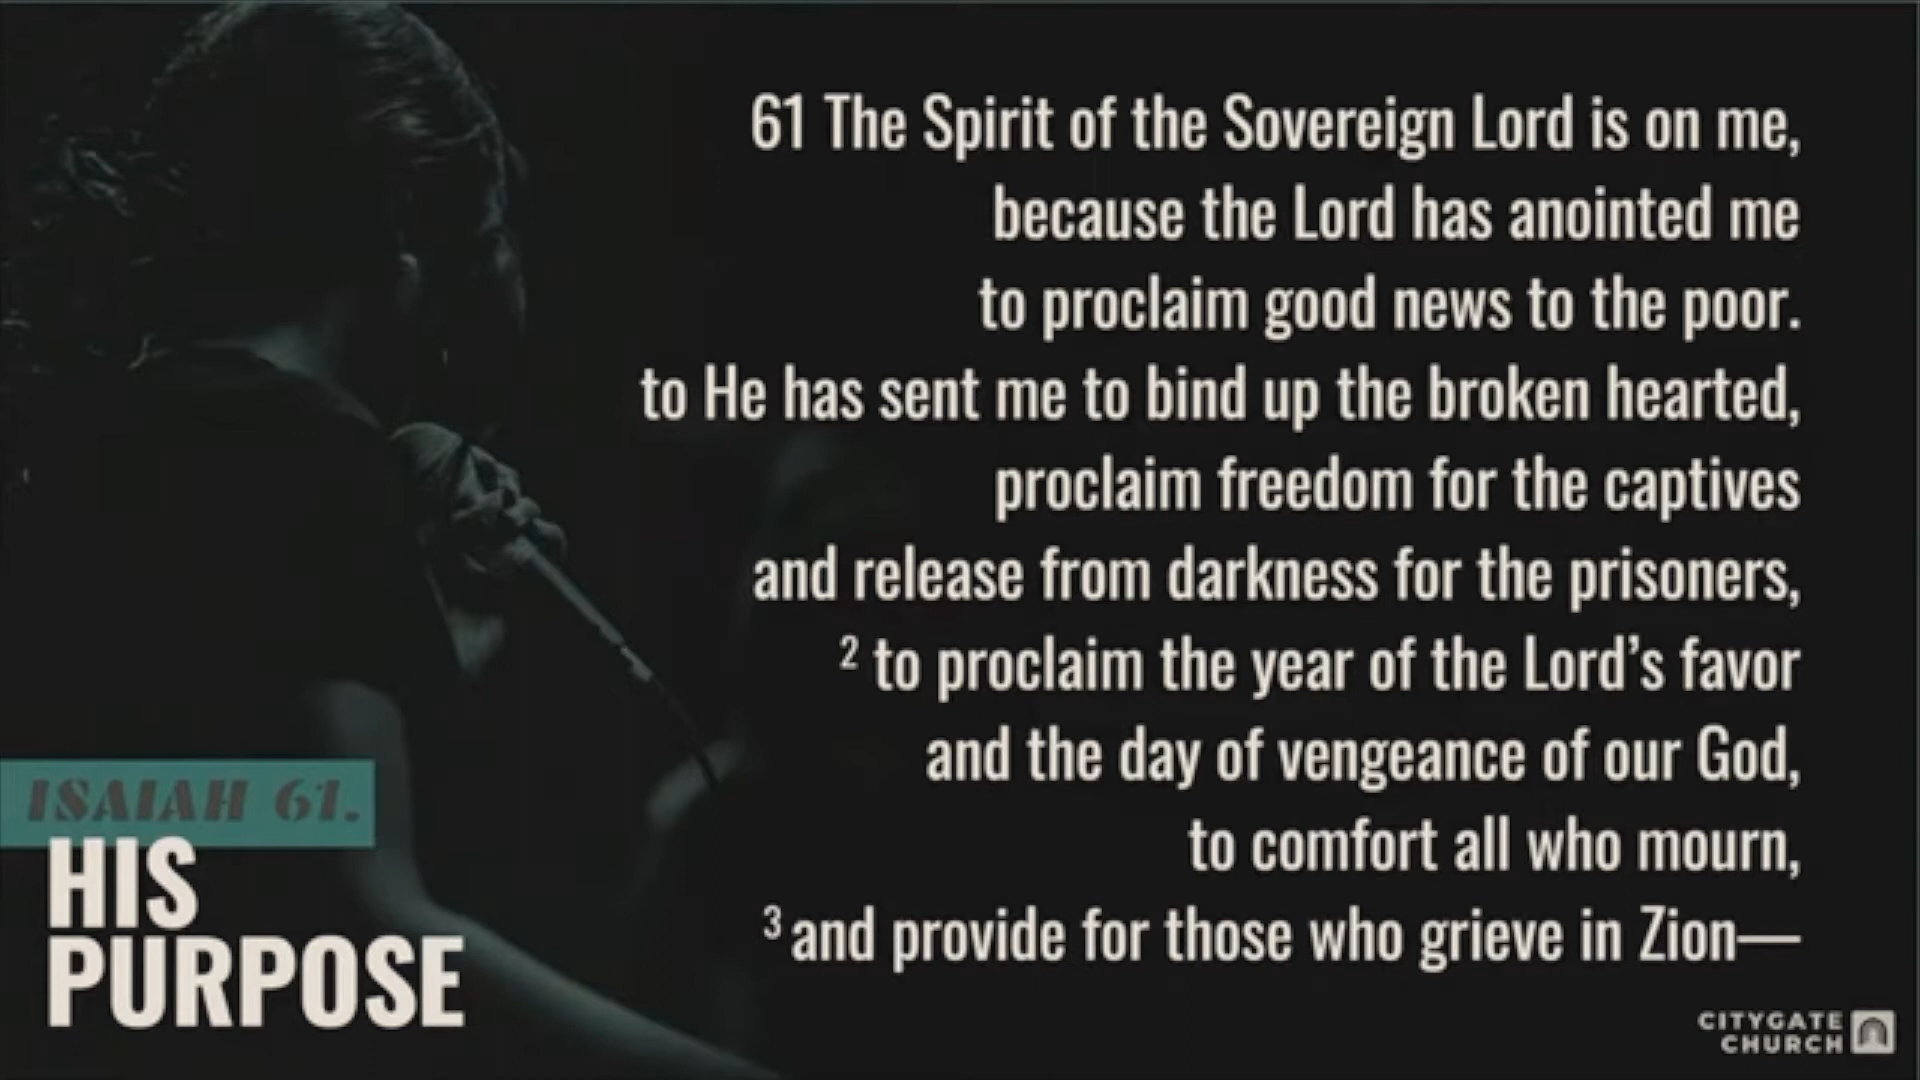 61 The Spirit of the Sovereign Lord is on me,
because the Lord has anointed me
to proclaim good news to the poor.
to He has sent me to bind up the broken hearted,
proclaim freedom for the captives
and release from darkness for the prisoners,
² to proclaim the year of the Lord’s favor
and the day of vengeance of our God,
to comfort all who mourn,
³ and provide for those who grieve in Zion—
ISAIAH 61.
HIS
PURPOSE
CITYGATE
CHURCH